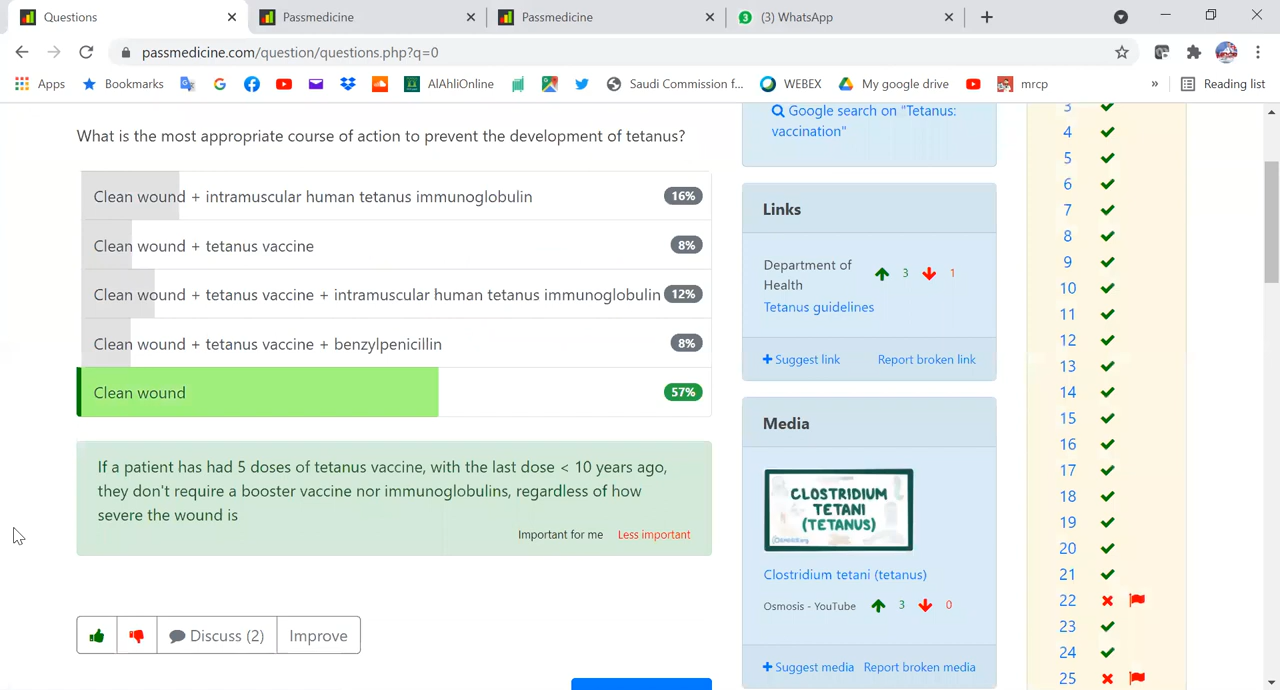 Questions
Passmedicine
Passmedicine
(3) WhatsApp
passmedicine.com/question/questions.php?q=0
Apps
Bookmarks
AlAhliOnline
Saudi Commission f...
WEBEX
My google drive
mrcp
»
Reading list
What is the most appropriate course of action to prevent the development of tetanus?
Clean wound + intramuscular human tetanus immunoglobulin 16%
Clean wound + tetanus vaccine 8%
Clean wound + tetanus vaccine + intramuscular human tetanus immunoglobulin 12%
Clean wound + tetanus vaccine + benzylpenicillin 8%
Clean wound 57%
If a patient has had 5 doses of tetanus vaccine, with the last dose < 10 years ago,
they don't require a booster vaccine nor immunoglobulins, regardless of how
severe the wound is
Important for me Less important
Discuss (2)
Improve
Google search on "Tetanus:
vaccination"
Links
Department of
Health
3 1
Tetanus guidelines
Suggest link Report broken link
Media
CLOSTRIDIUM
TETANI
(TETANUS)
Clostridium tetani (tetanus)
Osmosis - YouTube 3 0
Suggest media Report broken media
3
4
5
6
7
8
9
10
11
12
13
14
15
16
17
18
19
20
21
22
23
24
25